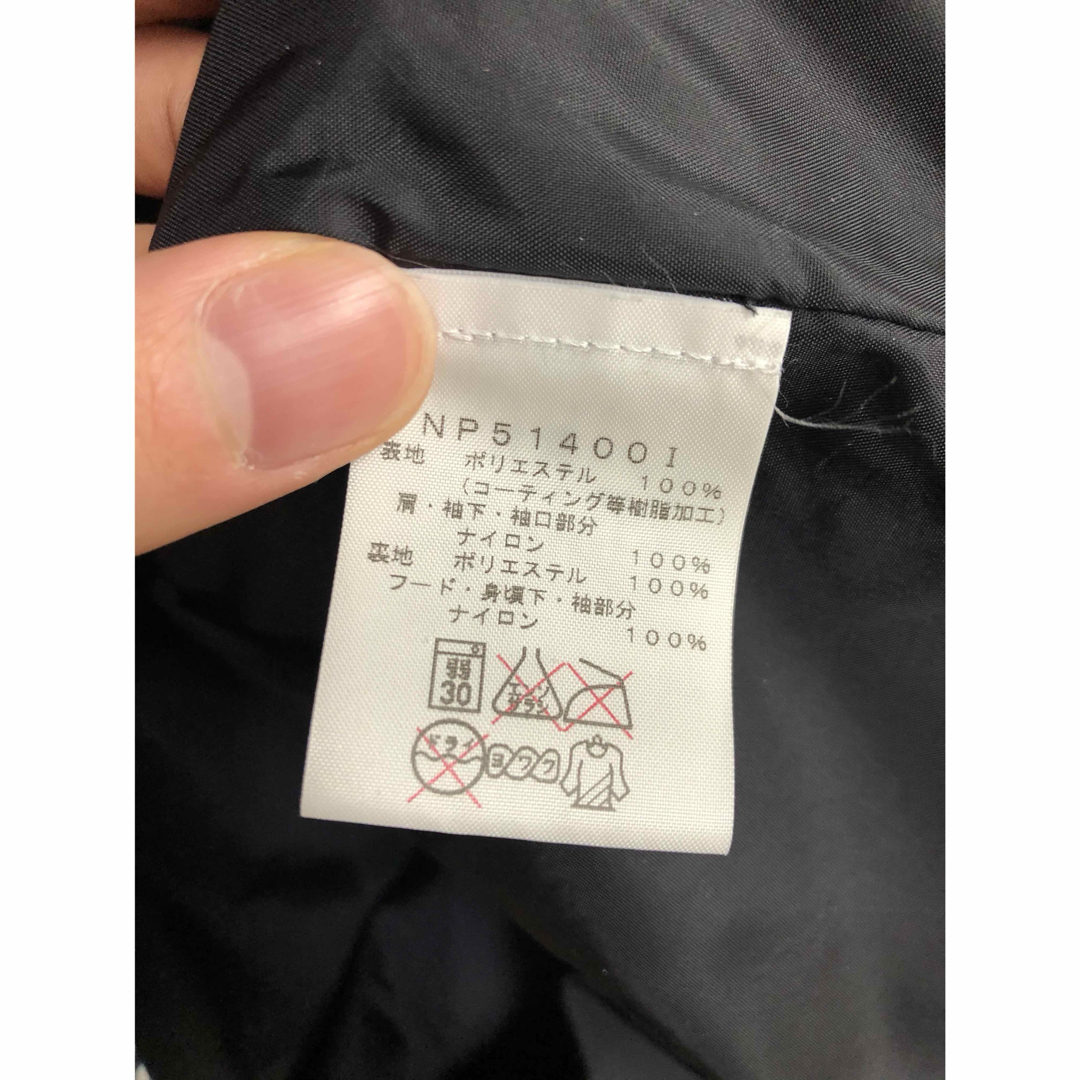 NP51400I
表地 ポリエステル 100%
(コーティング等樹脂加工)
肩・袖下・袖口部分
ナイロン 100%
裏地 ポリエステル 100%
フード・身頃下・袖部分
ナイロン 100%
弱
30
エンソ
サラシ
ドライ
ヨワク